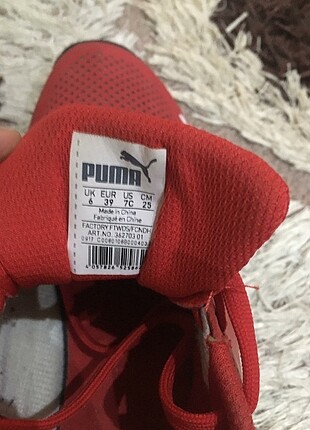 PUMA
UK EUR US CM
6 39 7C 25
Made in China
Fabriqué en China
FACTORY FTWDS/FCNDH
ART.NO. 362703 01